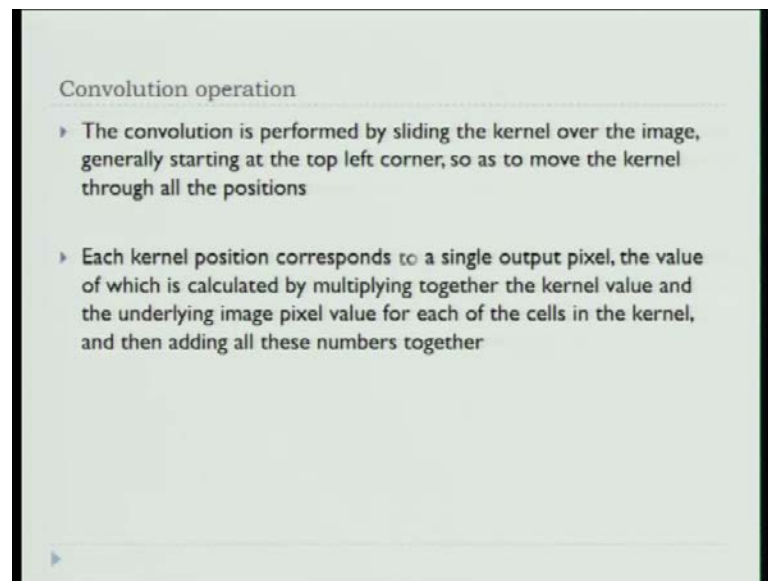 Convolution operation
The convolution is performed by sliding the kernel over the image,
generally starting at the top left corner, so as to move the kernel
through all the positions
Each kernel position corresponds to a single output pixel, the value
of which is calculated by multiplying together the kernel value and
the underlying image pixel value for each of the cells in the kernel,
and then adding all these numbers together